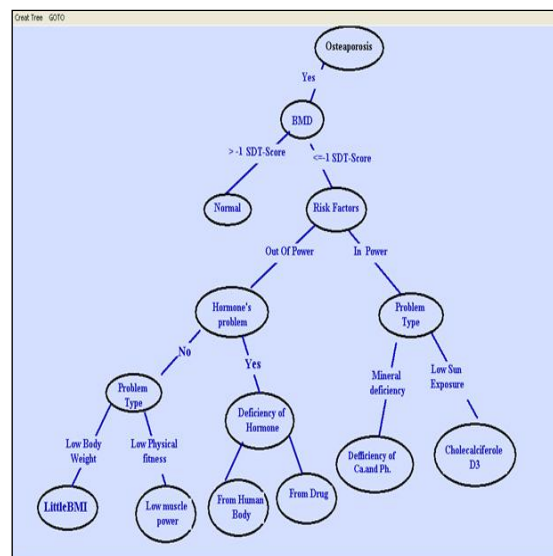 Creat Tree GOTO
Osteaporosis
Yes
BMD
> -1 SDT-Score
<=-1 SDT-Score
Normal
Risk Factors
Out Of Power
In Power
Hormone's
problem
Problem
Type
No
Yes
Mineral
deficiency
Low Sun
Exposure
Problem
Type
Deficiency of
Hormone
Low Body
Weight
Low Physical
fitness
Defficiency of
Ca.and Ph.
Cholecalciferole
D3
LittleBMI
Low muscle
power
From Human
Body
From Drug